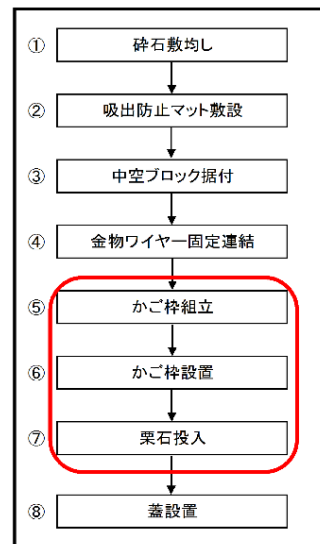 ① 砕石敷均し
② 吸出防止マット敷設
③ 中空ブロック据付
④ 金物ワイヤー固定連結
⑤ かご枠組立
⑥ かご枠設置
⑦ 栗石投入
⑧ 蓋設置